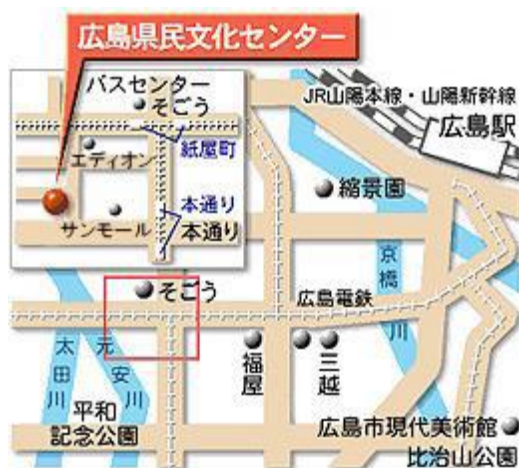 広島県民文化センター
バスセンター
そごう
紙屋町
エディオン
本通り
サンモール
本通り
JR山陽本線・山陽新幹線
広島駅
縮景園
京橋川
そごう
広島電鉄
太田川
元安川
福屋
三越
平和
記念公園
広島市現代美術館
比治山公園